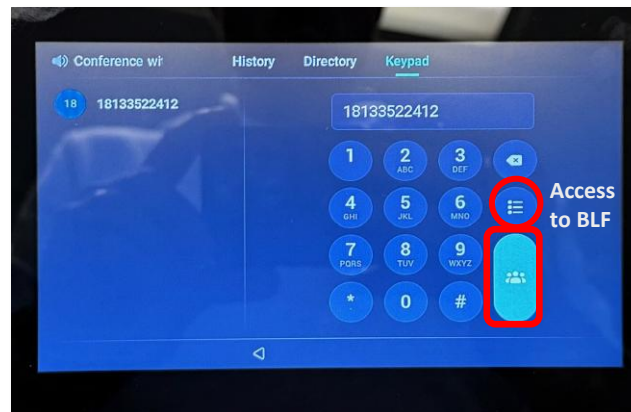 Conference wi
History
Directory
Keypad
18
18133522412
18133522412
1
2
ABC
3
DEF
4
GHI
5
JKL
6
MNO
Access
to BLF
7
PQRS
8
TUV
9
WXYZ
*
0
#